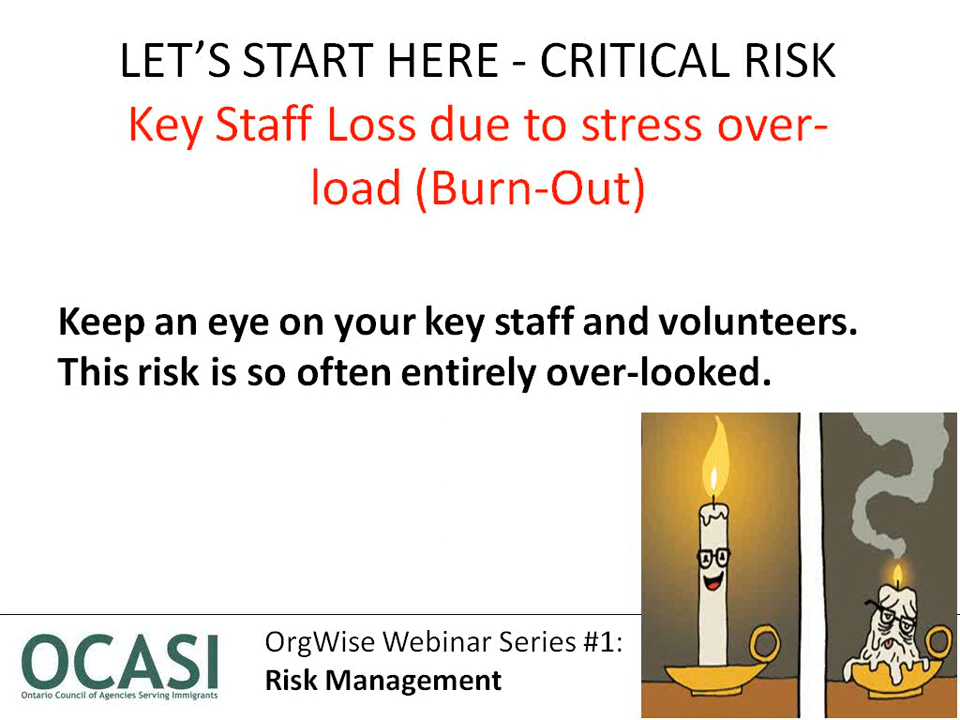 LET’S START HERE - CRITICAL RISK
Key Staff Loss due to stress over-
load (Burn-Out)
Keep an eye on your key staff and volunteers.
This risk is so often entirely over-looked.
OCASI
Ontario Council of Agencies Serving Immigrants
OrgWise Webinar Series #1:
Risk Management